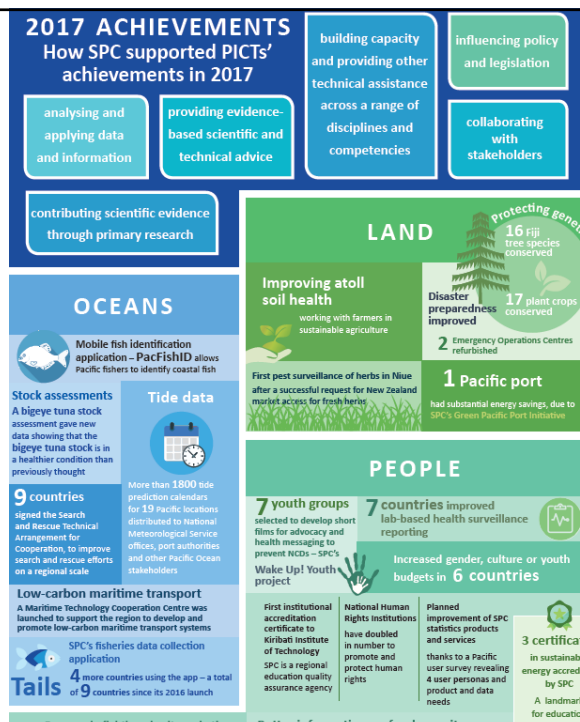 2017 ACHIEVEMENTS
How SPC supported PICTs’
achievements in 2017
analysing and
applying data
and information
providing evidence-
based scientific and
technical advice
building capacity
and providing other
technical assistance
across a range of
disciplines and
competencies
influencing policy
and legislation
collaborating
with
stakeholders
contributing scientific evidence
through primary research
OCEANS
Mobile fish identification
application – PacFishID allows
Pacific fishers to identify coastal fish
Stock assessments
A bigeye tuna stock
assessment gave new
data showing that the
bigeye tuna stock is in
a healthier condition than
previously thought
Tide data
More than 1800 tide
prediction calendars
for 19 Pacific locations
distributed to National
Meteorological Service
offices, port authorities
and other Pacific Ocean
stakeholders
9 countries
signed the Search
and Rescue Technical
Arrangement for
Cooperation, to improve
search and rescue efforts
on a regional scale
Low-carbon maritime transport
A Maritime Technology Cooperation Centre was
launched to support the region to develop and
promote low-carbon maritime transport systems
SPC’s fisheries data collection
application
Tails
4 more countries using the app – a total
of 9 countries since its 2016 launch
LAND
Protecting
16 Fiji
tree species
conserved
17 plant crops
conserved
Improving atoll
soil health
working with farmers in
sustainable agriculture
Disaster
preparedness
improved
2 Emergency Operations Centres
refurbished
First pest surveillance of herbs in Niue
after a successful request for New Zealand
market access for fresh herbs
1 Pacific port
had substantial energy savings, due to
SPC’s Green Pacific Port Initiative
PEOPLE
7 youth groups
selected to develop short
films for advocacy and
health messaging to
prevent NCDs – SPC’s
Wake Up! Youth
project
7 countries improved
lab-based health surveillance
reporting
Increased gender, culture or youth
budgets in 6 countries
First institutional
accreditation
certificate to
Kiribati Institute
of Technology
SPC is a regional
education quality
assurance agency
National Human
Rights Institutions
have doubled
in number to
promote and
protect human
rights
Planned
improvement of SPC
statistics products
and services
thanks to a Pacific
user survey revealing
4 user personas and
product and data
needs
3 certifica
in sustainab
energy accred
by SPC
A landmar
for educatio